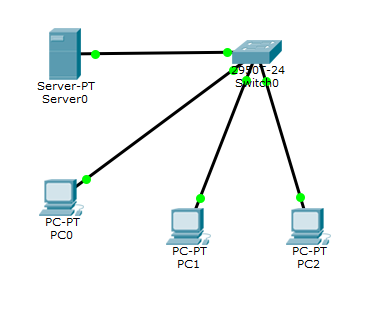 2950T-24
Switch0
Server-PT
Server0
PC-PT
PC0
PC-PT
PC1
PC-PT
PC2